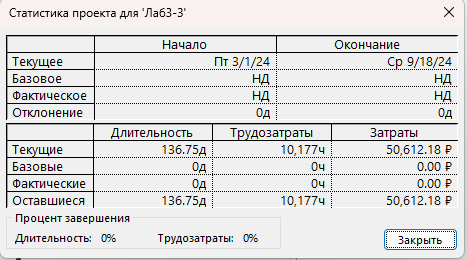 Статистика проекта для 'Лаб3-3'
Начало Окончание
Текущее Пт 3/1/24 Ср 9/18/24
Базовое НД НД
Фактическое НД НД
Отклонение 0д 0д
Длительность Трудозатраты Затраты
Текущие 136.75д 10,177ч 50,612.18 ₽
Базовые 0д 0ч 0.00 ₽
Фактические 0д 0ч 0.00 ₽
Оставшиеся 136.75д 10,177ч 50,612.18 ₽
Процент завершения
Длительность: 0% Трудозатраты: 0%
Закрыть